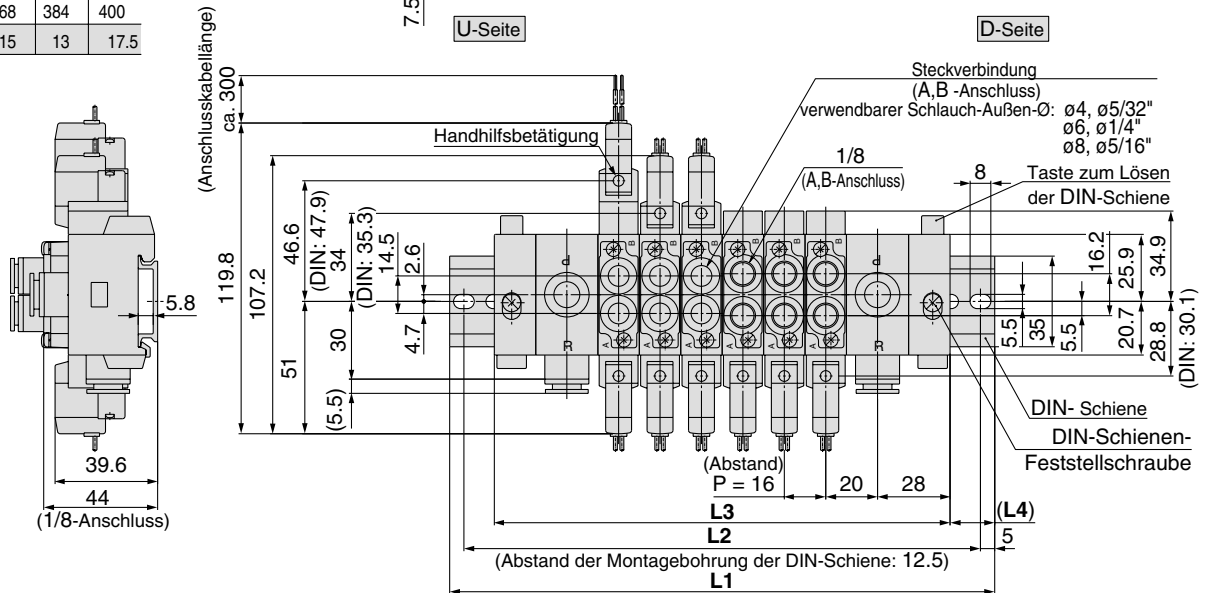 68 384 400
15 13 17.5
7.5
U-Seite
D-Seite
(Anschlusskabellänge)
ca. 300
Steckverbindung
(A,B -Anschluss)
verwendbarer Schlauch-Außen-Ø: ø4, ø5/32"
ø6, ø1/4"
ø8, ø5/16"
Handhilfsbetätigung
1/8
(A,B-Anschluss)
8
Taste zum Lösen
der DIN-Schiene
119.8
107.2
46.6
(DIN: 47.9)
34
(DIN: 35.3)
14.5
2.6
16.2
25.9
34.9
5.8
51
30
4.7
(5.5)
5.5
35
5.5
20.7
28.8
(DIN: 30.1)
d
d
R
R
B
B
B
B
B
B
A
A
A
A
A
A
DIN- Schiene
DIN-Schienen-
Feststellschraube
39.6
44
(1/8-Anschluss)
(Abstand)
P = 16
20
28
L3
(L4)
L2
5
(Abstand der Montagebohrung der DIN-Schiene: 12.5)
L1